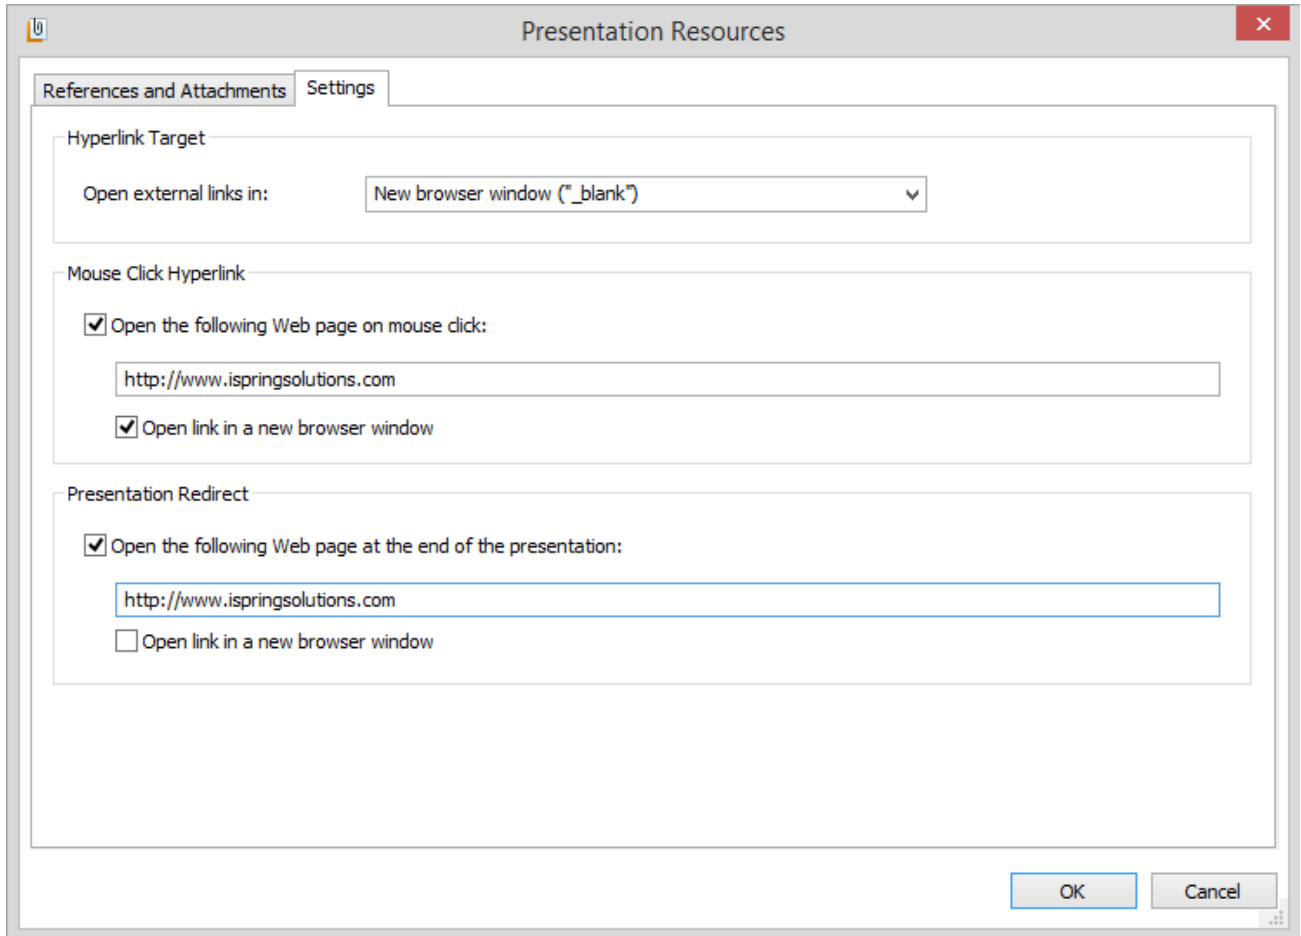 Presentation Resources
References and Attachments
Settings
Hyperlink Target
Open external links in:
New browser window ("_blank")
Mouse Click Hyperlink
Open the following Web page on mouse click:
http://www.ispringsolutions.com
Open link in a new browser window
Presentation Redirect
Open the following Web page at the end of the presentation:
http://www.ispringsolutions.com
Open link in a new browser window
OK
Cancel